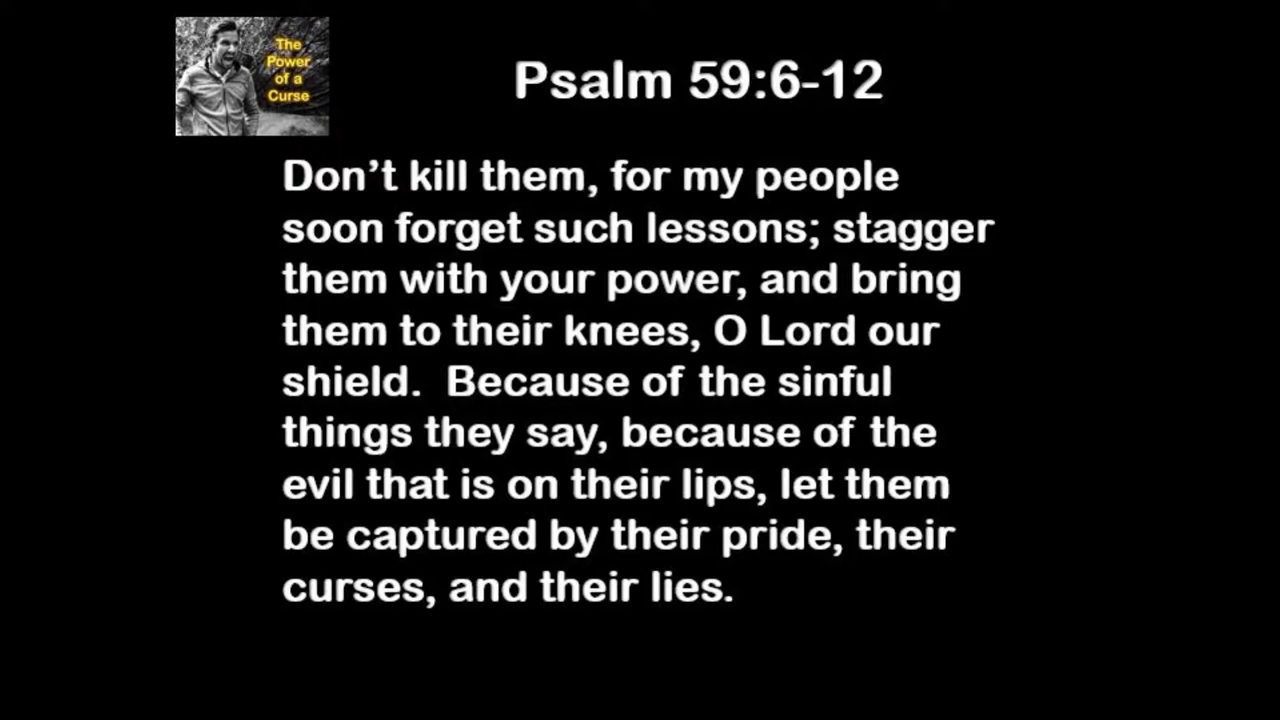 The
Power
of a
Curse
Psalm 59:6-12
Don't kill them, for my people
soon forget such lessons; stagger
them with your power, and bring
them to their knees, O Lord our
shield.  Because of the sinful
things they say, because of the
evil that is on their lips, let them
be captured by their pride, their
curses, and their lies.